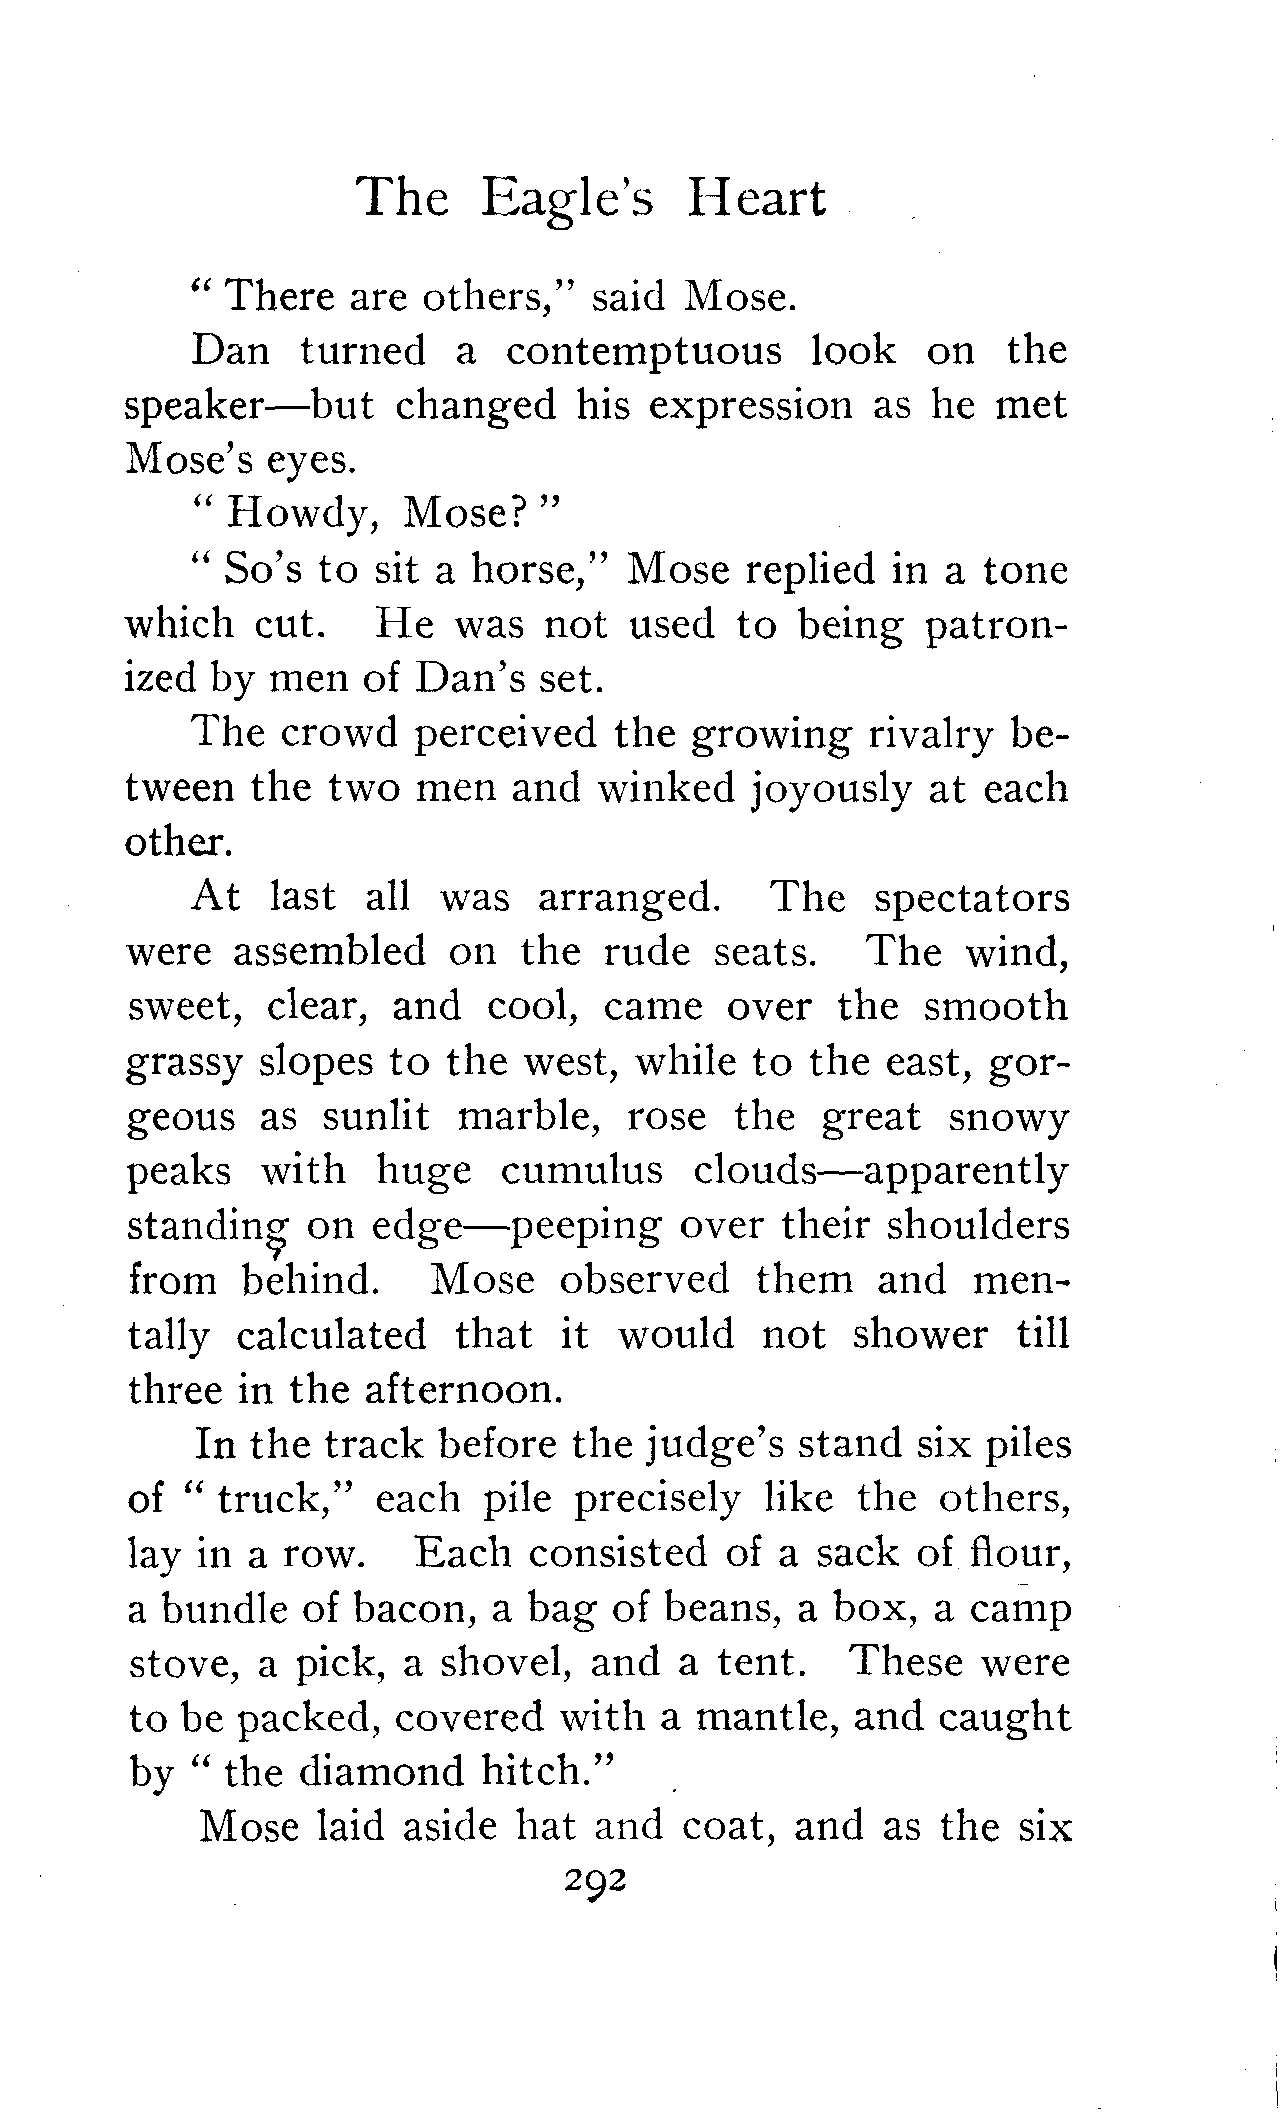 The Eagle's Heart
" There are others," said Mose.
Dan turned a contemptuous look on the
speaker—but changed his expression as he met
Mose's eyes.
" Howdy, Mose? "
" So's to sit a horse," Mose replied in a tone
which cut. He was not used to being patron-
ized by men of Dan's set.
The crowd perceived the growing rivalry be-
tween the two men and winked joyously at each
other.
At last all was arranged. The spectators
were assembled on the rude seats. The wind,
sweet, clear, and cool, came over the smooth
grassy slopes to the west, while to the east, gor-
geous as sunlit marble, rose the great snowy
peaks with huge cumulus clouds—apparently
standing on edge—peeping over their shoulders
from behind. Mose observed them and men-
tally calculated that it would not shower till
three in the afternoon.
In the track before the judge's stand six piles
of " truck," each pile precisely like the others,
lay in a row. Each consisted of a sack of flour,
a bundle of bacon, a bag of beans, a box, a camp
stove, a pick, a shovel, and a tent. These were
to be packed, covered with a mantle, and caught
by " the diamond hitch."
Mose laid aside hat and coat, and as the six
292